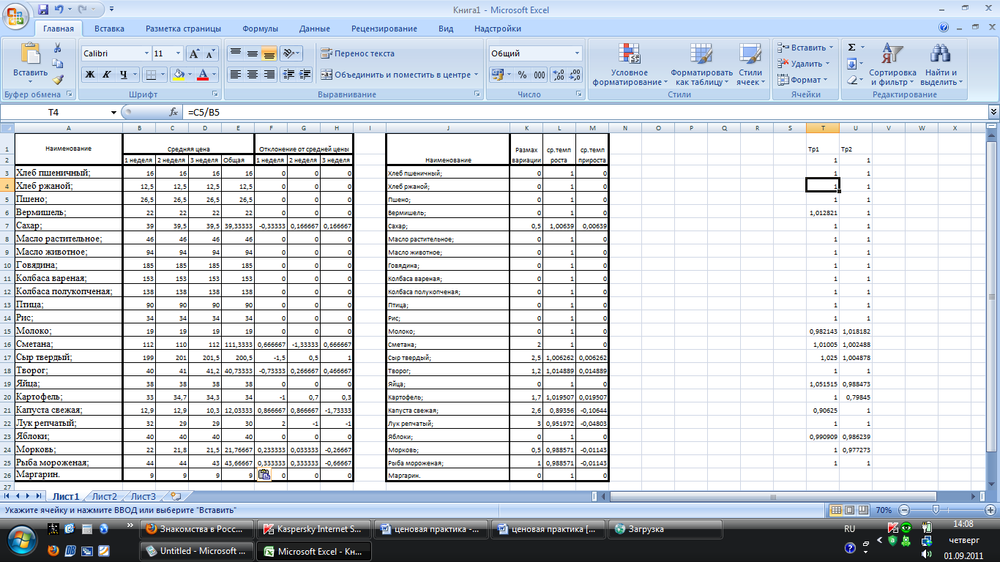 Книга1 - Microsoft Excel
Главная Вставка Разметка страницы Формулы Данные Рецензирование Вид Надстройки
Вставить
Calibri 11
Перенос текста
Общий
Условное форматирование
Форматировать как таблицу
Стили ячеек
Вставить
Удалить
Формат
Сортировка и фильтр
Найти и выделить
Ж К Ч
Объединить и поместить в центре
% 000
Буфер обмена Шрифт Выравнивание Число Стили Ячейки Редактирование
T4 fx =C5/B5
A B C D E F G H I J K L M N O P Q R S T U V W X
1 Наименование Средняя цена Отклонение от средней цены Наименование Размах вариации ср.темп роста ср.темп прироста Тр1 Тр2
2 1 неделя 2 неделя 3 неделя Общая 1 неделя 2 неделя 3 неделя 1 1
3 Хлеб пшеничный; 16 16 16 16 0 0 0 Хлеб пшеничный; 0 1 0 1 1
4 Хлеб ржаной; 12,5 12,5 12,5 12,5 0 0 0 Хлеб ржаной; 0 1 0 1 1
5 Пшено; 26,5 26,5 26,5 26,5 0 0 0 Пшено; 0 1 0 1 1
6 Вермишель; 22 22 22 22 0 0 0 Вермишель; 0 1 0 1,012821 1
7 Сахар; 39 39,5 39,5 39,33333 -0,33333 0,166667 0,166667 Сахар; 0,5 1,00639 0,00639 1 1
8 Масло растительное; 46 46 46 46 0 0 0 Масло растительное; 0 1 0 1 1
9 Масло животное; 94 94 94 94 0 0 0 Масло животное; 0 1 0 1 1
10 Говядина; 185 185 185 185 0 0 0 Говядина; 0 1 0 1 1
11 Колбаса вареная; 153 153 153 153 0 0 0 Колбаса вареная; 0 1 0 1 1
12 Колбаса полукопченая; 138 138 138 138 0 0 0 Колбаса полукопченая; 0 1 0 1 1
13 Птица; 90 90 90 90 0 0 0 Птица; 0 1 0 1 1
14 Рис; 34 34 34 34 0 0 0 Рис; 0 1 0 1 1
15 Молоко; 19 19 19 19 0 0 0 Молоко; 0 1 0 0,982143 1,018182
16 Сметана; 112 110 112 111,3333 0,666667 -1,33333 0,666667 Сметана; 2 1 0 1,01005 1,002488
17 Сыр твердый; 199 201 201,5 200,5 -1,5 0,5 1 Сыр твердый; 2,5 1,006262 0,006262 1,025 1,004878
18 Творог; 40 41 41,2 40,73333 -0,73333 0,266667 0,466667 Творог; 1,2 1,014889 0,014889 1 1
19 Яйца; 38 38 38 38 0 0 0 Яйца; 0 1 0 1,051515 0,988473
20 Картофель; 33 34,7 34,3 34 -1 0,7 0,3 Картофель; 1,7 1,019507 0,019507 1 0,79845
21 Капуста свежая; 12,9 12,9 10,3 12,03333 0,866667 0,866667 -1,73333 Капуста свежая; 2,6 0,89356 -0,10644 0,90625 1
22 Лук репчатый; 32 29 29 30 2 -1 -1 Лук репчатый; 3 0,951972 -0,04803 1 1
23 Яблоки; 40 40 40 40 0 0 0 Яблоки; 0 1 0 0,990909 0,986239
24 Морковь; 22 21,8 21,5 21,76667 0,233333 0,033333 -0,26667 Морковь; 0,5 0,988571 -0,01143 1 0,977273
25 Рыба мороженая; 44 44 43 43,66667 0,333333 0,333333 -0,66667 Рыба мороженая; 1 0,988571 -0,01143 1 1
26 Маргарин. 9 9 9 9 0 0 Маргарин. 0 1 0
27
Лист1 Лист2 Лист3
Укажите ячейку и нажмите ВВОД или выберите "Вставить" 70%
Знакомства в Росс... Kaspersky Internet S... ценовая практика -... ценовая практика [... Загрузка
RU 14:08
Untitled - Microsoft ... Microsoft Excel - Кн...
четверг
01.09.2011